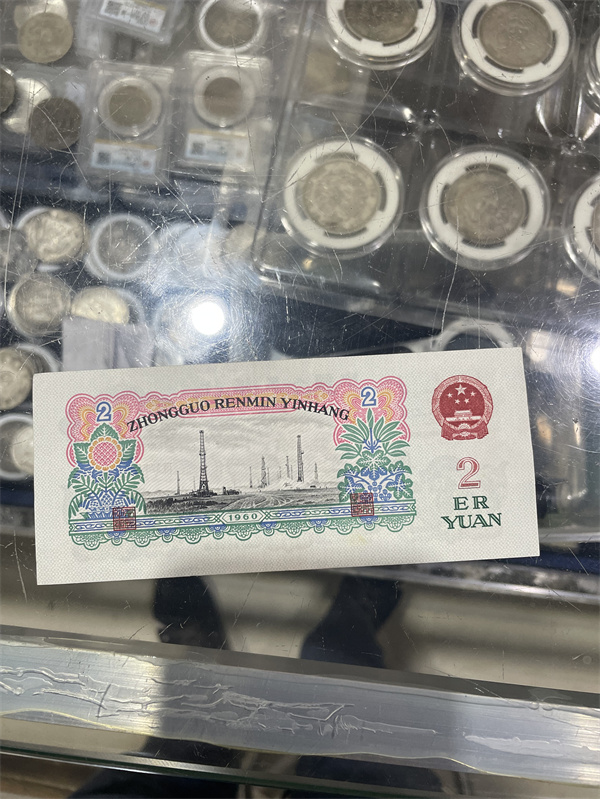 2
ZHONGGUO RENMIN YINHANG
2
1960
2
ER
YUAN